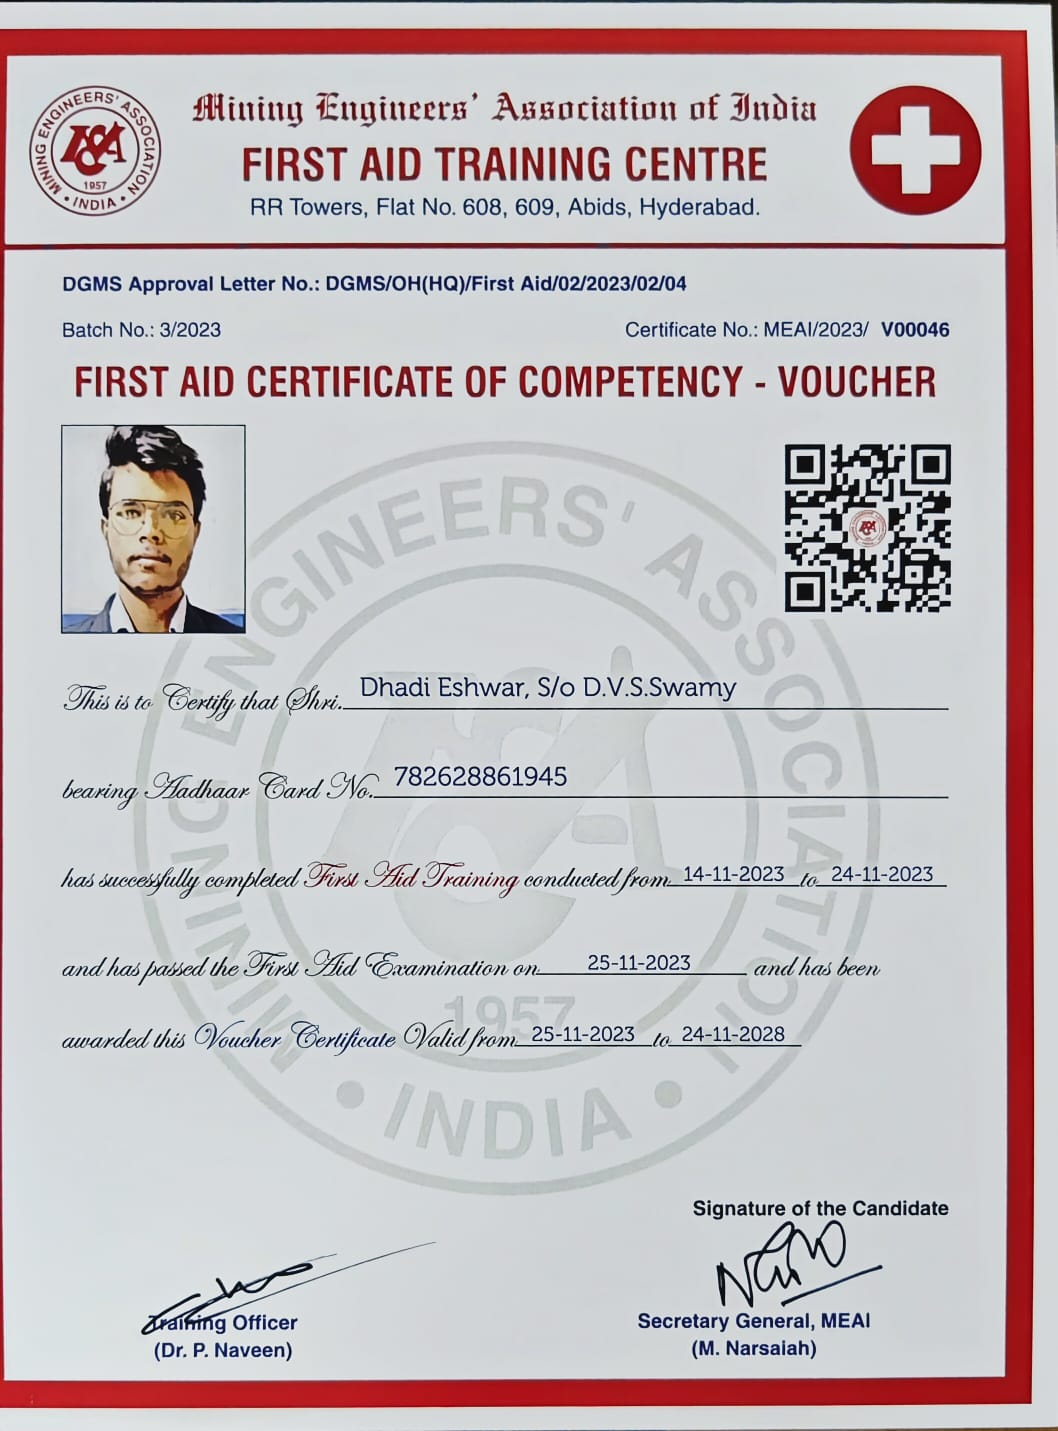 MINING ENGINEERS' ASSOCIATION
1957
• INDIA •
Mining Engineers' Association of India
FIRST AID TRAINING CENTRE
RR Towers, Flat No. 608, 609, Abids, Hyderabad.
DGMS Approval Letter No.: DGMS/OH(HQ)/First Aid/02/2023/02/04
Batch No.: 3/2023
Certificate No.: MEAI/2023/ V00046
FIRST AID CERTIFICATE OF COMPETENCY - VOUCHER
MINING ENGINEERS' ASSOCIATION
1957
• INDIA •
This is to Certify that Shri. Dhadi Eshwar, S/o D.V.S.Swamy
bearing Aadhaar Card No. 782628861945
has successfully completed First Aid Training conducted from 14-11-2023 to 24-11-2023
and has passed the First Aid Examination on 25-11-2023 and has been
awarded this Voucher Certificate Valid from 25-11-2023 to 24-11-2028
Signature of the Candidate
Training Officer
(Dr. P. Naveen)
Secretary General, MEAI
(M. Narsaiah)